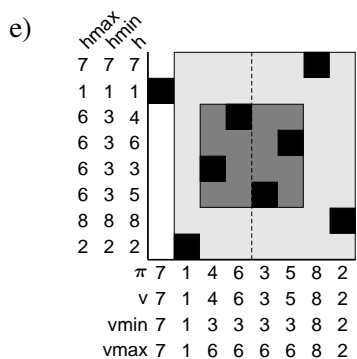 e)
hmax hmin h
7 7 7
1 1 1
6 3 4
6 3 6
6 3 3
6 3 5
8 8 8
2 2 2
π 7 1 4 6 3 5 8 2
v 7 1 4 6 3 5 8 2
vmin 7 1 3 3 3 3 8 2
vmax 7 1 6 6 6 6 8 2